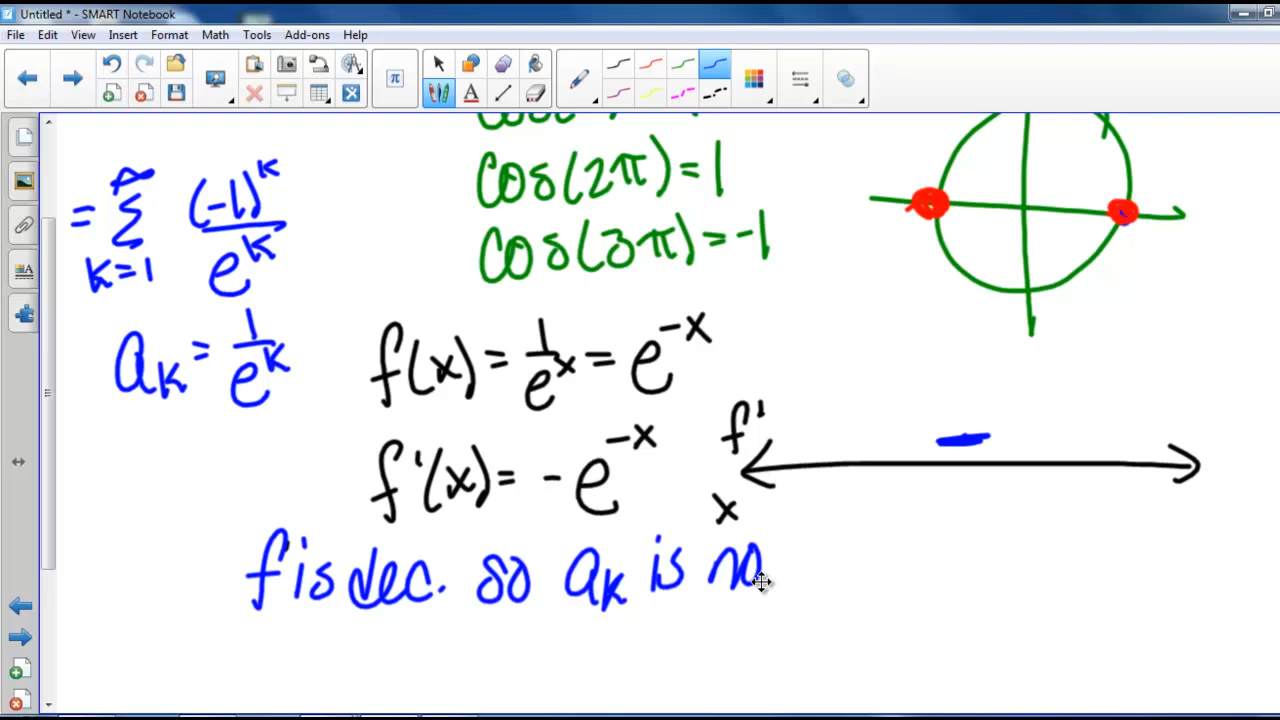 Untitled * - SMART Notebook
File Edit View Insert Format Math Tools Add-ons Help
π
A
cos(2π) = 1
cos(3π) = -1
= ∑ (-1)^k / e^k
∞
k=1
a_k = 1/e^k
f(x) = 1/e^x = e^-x
f'(x) = -e^-x
f'
x
f is dec. so a_k is no